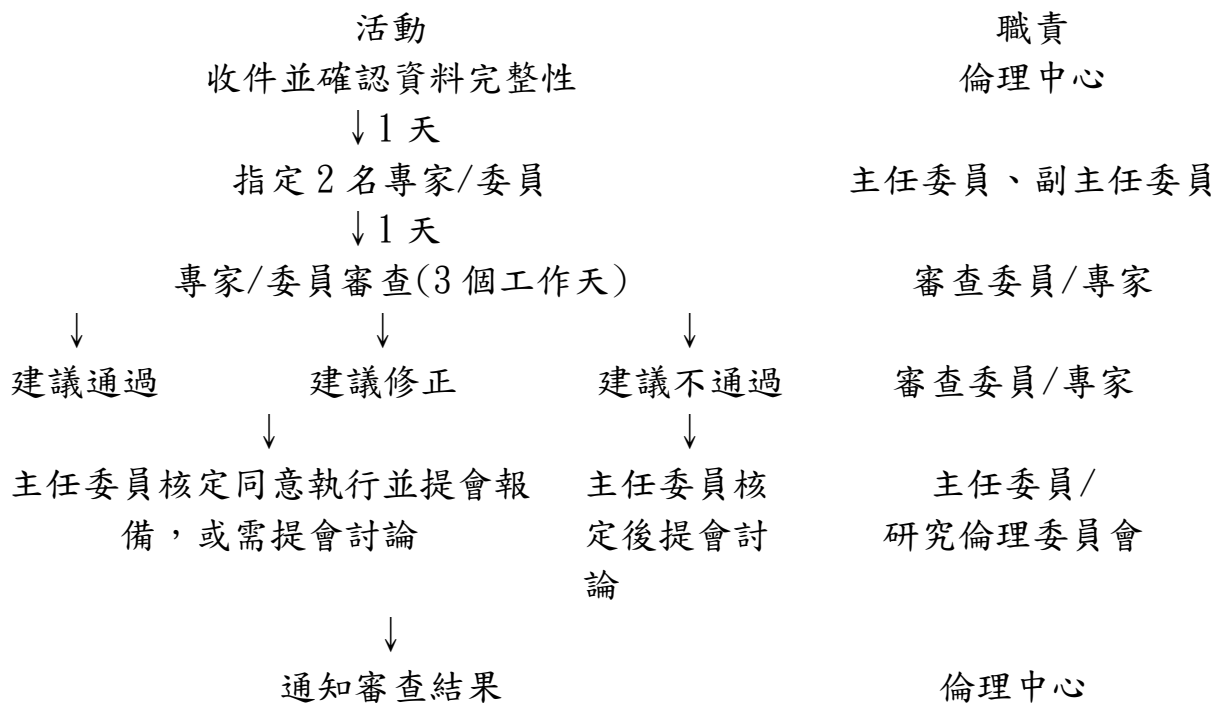 活動 職責
收件並確認資料完整性 倫理中心
↓1 天
指定 2 名專家/委員 主任委員、副主任委員
↓1 天
專家/委員審查(3 個工作天) 審查委員/專家
↓ ↓ ↓
建議通過 建議修正 建議不通過 審查委員/專家
↓ ↓
主任委員核定同意執行並提會報 主任委員核 主任委員/
備,或需提會討論 定後提會討 研究倫理委員會
論
↓
通知審查結果 倫理中心